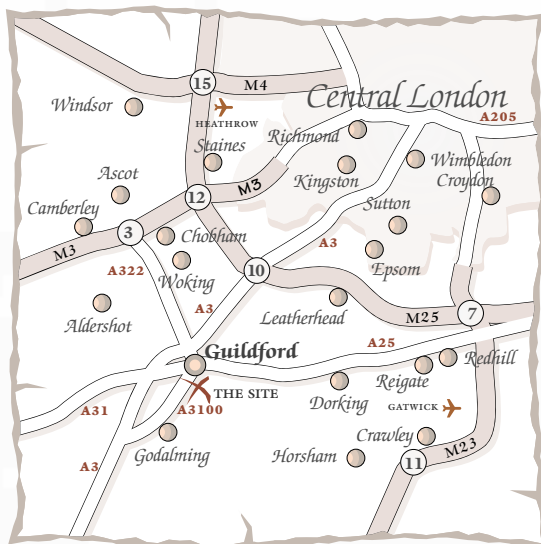 15
M4
Windsor
HEATHROW
Central London
A205
Richmond
Staines
Wimbledon
Kingston
Croydon
Ascot
M3
12
Sutton
Camberley
3
Chobham
A3
M3
A322
10
Epsom
Woking
Aldershot
A3
Leatherhead
M25
7
A25
Guildford
Redhill
Reigate
THE SITE
Dorking
GATWICK
A31
A3100
Crawley
Godalming
Horsham
M23
A3
11